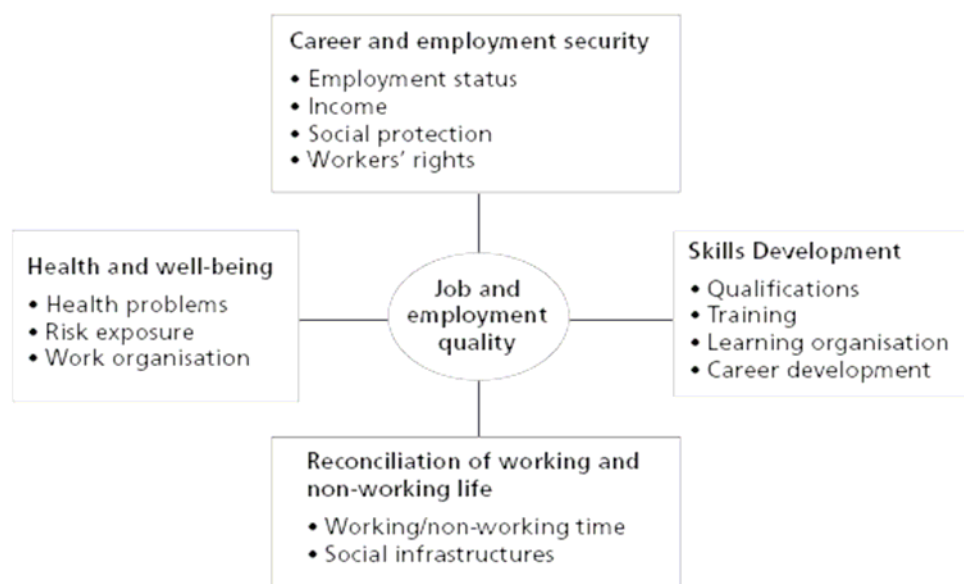 Career and employment security
• Employment status
• Income
• Social protection
• Workers’ rights
Health and well-being
• Health problems
• Risk exposure
• Work organisation
Job and
employment
quality
Skills Development
• Qualifications
• Training
• Learning organisation
• Career development
Reconciliation of working and
non-working life
• Working/non-working time
• Social infrastructures